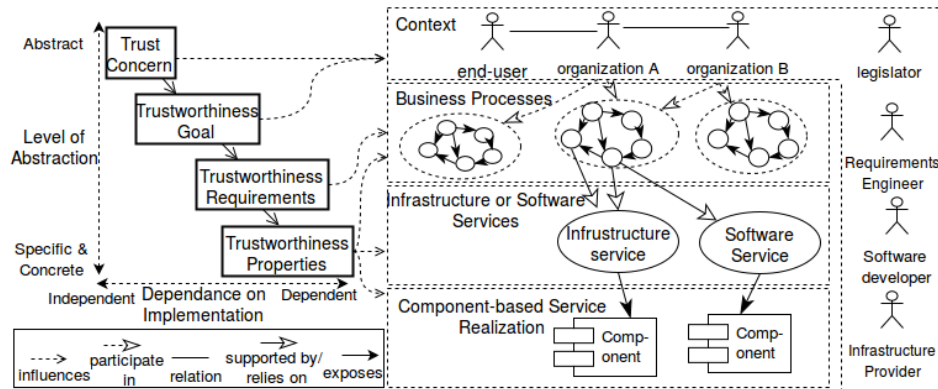 Abstract
Level of
Abstraction
Specific &
Concrete
Independent
Dependance on
Implementation
Dependent
Trust
Concern
Trustworthiness
Goal
Trustworthiness
Requirements
Trustworthiness
Properties
Context
end-user
organization A
organization B
legislator
Business Processes
Requirements
Engineer
Infrastructure or Software
Services
Infrustructure
service
Software
Service
Software
developer
Component-based Service
Realization
Comp-
onent
Comp-
onent
Infrastructure
Provider
influences
participate
in
relation
supported by/
relies on
exposes